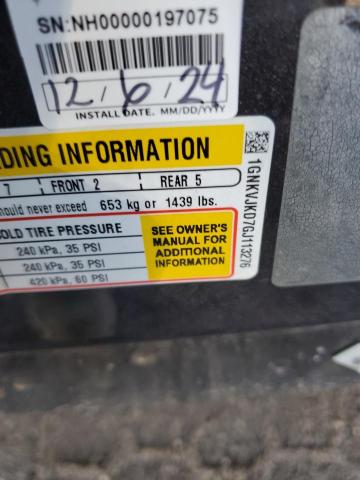 SN:NH00000197075
12/6/24
INSTALL DATE. MM/DD/YYYY
DING INFORMATION
7 FRONT 2 REAR 5
ould never exceed 653 kg or 1439 lbs.
OLD TIRE PRESSURE
240 kPa, 35 PSI
240 kPa, 35 PSI
420 kPa, 60 PSI
SEE OWNER'S
MANUAL FOR
ADDITIONAL
INFORMATION
1GNKVJKD7GJ113276